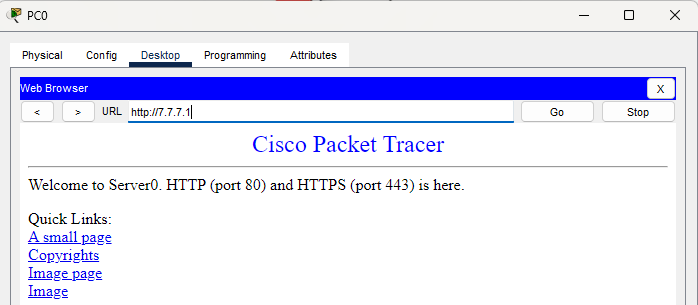 PC0
Physical Config Desktop Programming Attributes
Web Browser X
< > URL http://7.7.7.1 Go Stop
Cisco Packet Tracer
Welcome to Server0. HTTP (port 80) and HTTPS (port 443) is here.
Quick Links:
A small page
Copyrights
Image page
Image